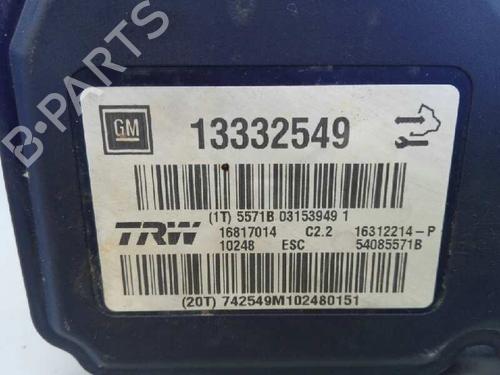 B-PARTS
GM 13332549
(1T) 5571B 03153949 1
TRW 16817014 C2.2 16312214-P
10248 ESC 54085571B
(20T) 742549M102480151